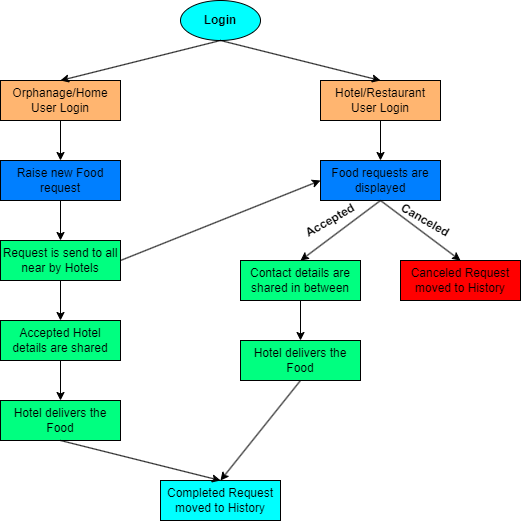 Login
Orphanage/Home
User Login
Hotel/Restaurant
User Login
Raise new Food
request
Food requests are
displayed
Accepted
Canceled
Request is send to all
near by Hotels
Contact details are
shared in between
Canceled Request
moved to History
Accepted Hotel
details are shared
Hotel delivers the
Food
Hotel delivers the
Food
Completed Request
moved to History